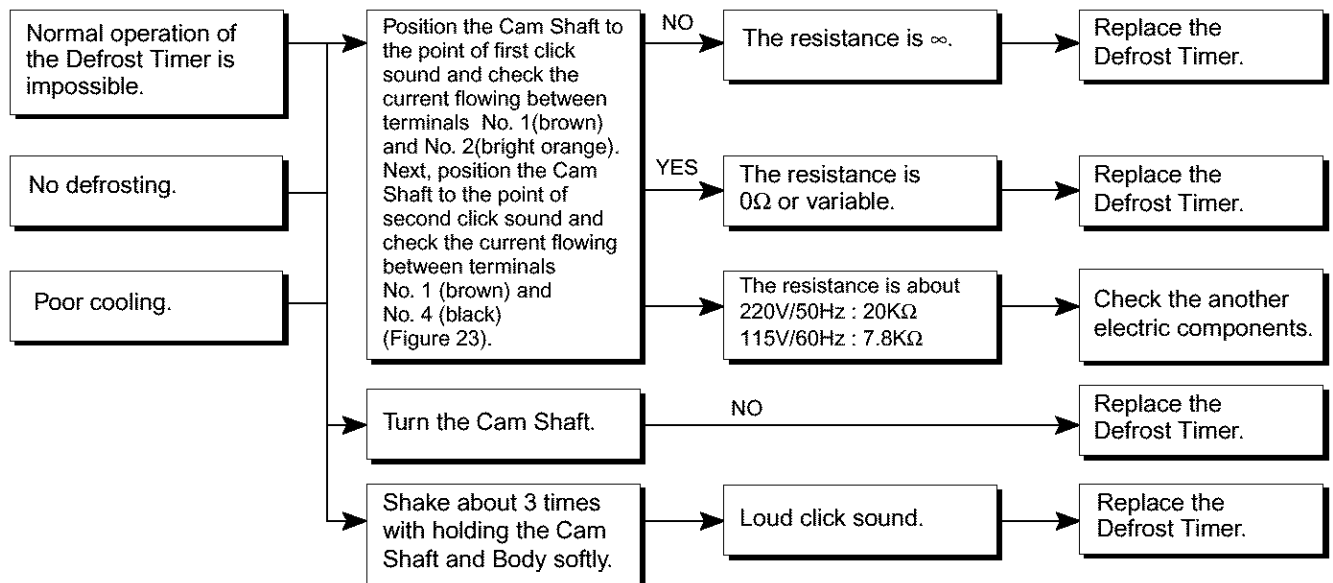 Normal operation of
the Defrost Timer is
impossible.
No defrosting.
Poor cooling.
Position the Cam Shaft to
the point of first click
sound and check the
current flowing between
terminals No. 1(brown)
and No. 2(bright orange).
Next, position the Cam
Shaft to the point of
second click sound and
check the current flowing
between terminals
No. 1 (brown) and
No. 4 (black)
(Figure 23).
NO
The resistance is ∞.
Replace the
Defrost Timer.
YES
The resistance is
0Ω or variable.
Replace the
Defrost Timer.
The resistance is about
220V/50Hz : 20KΩ
115V/60Hz : 7.8KΩ
Check the another
electric components.
Turn the Cam Shaft.
NO
Replace the
Defrost Timer.
Shake about 3 times
with holding the Cam
Shaft and Body softly.
Loud click sound.
Replace the
Defrost Timer.